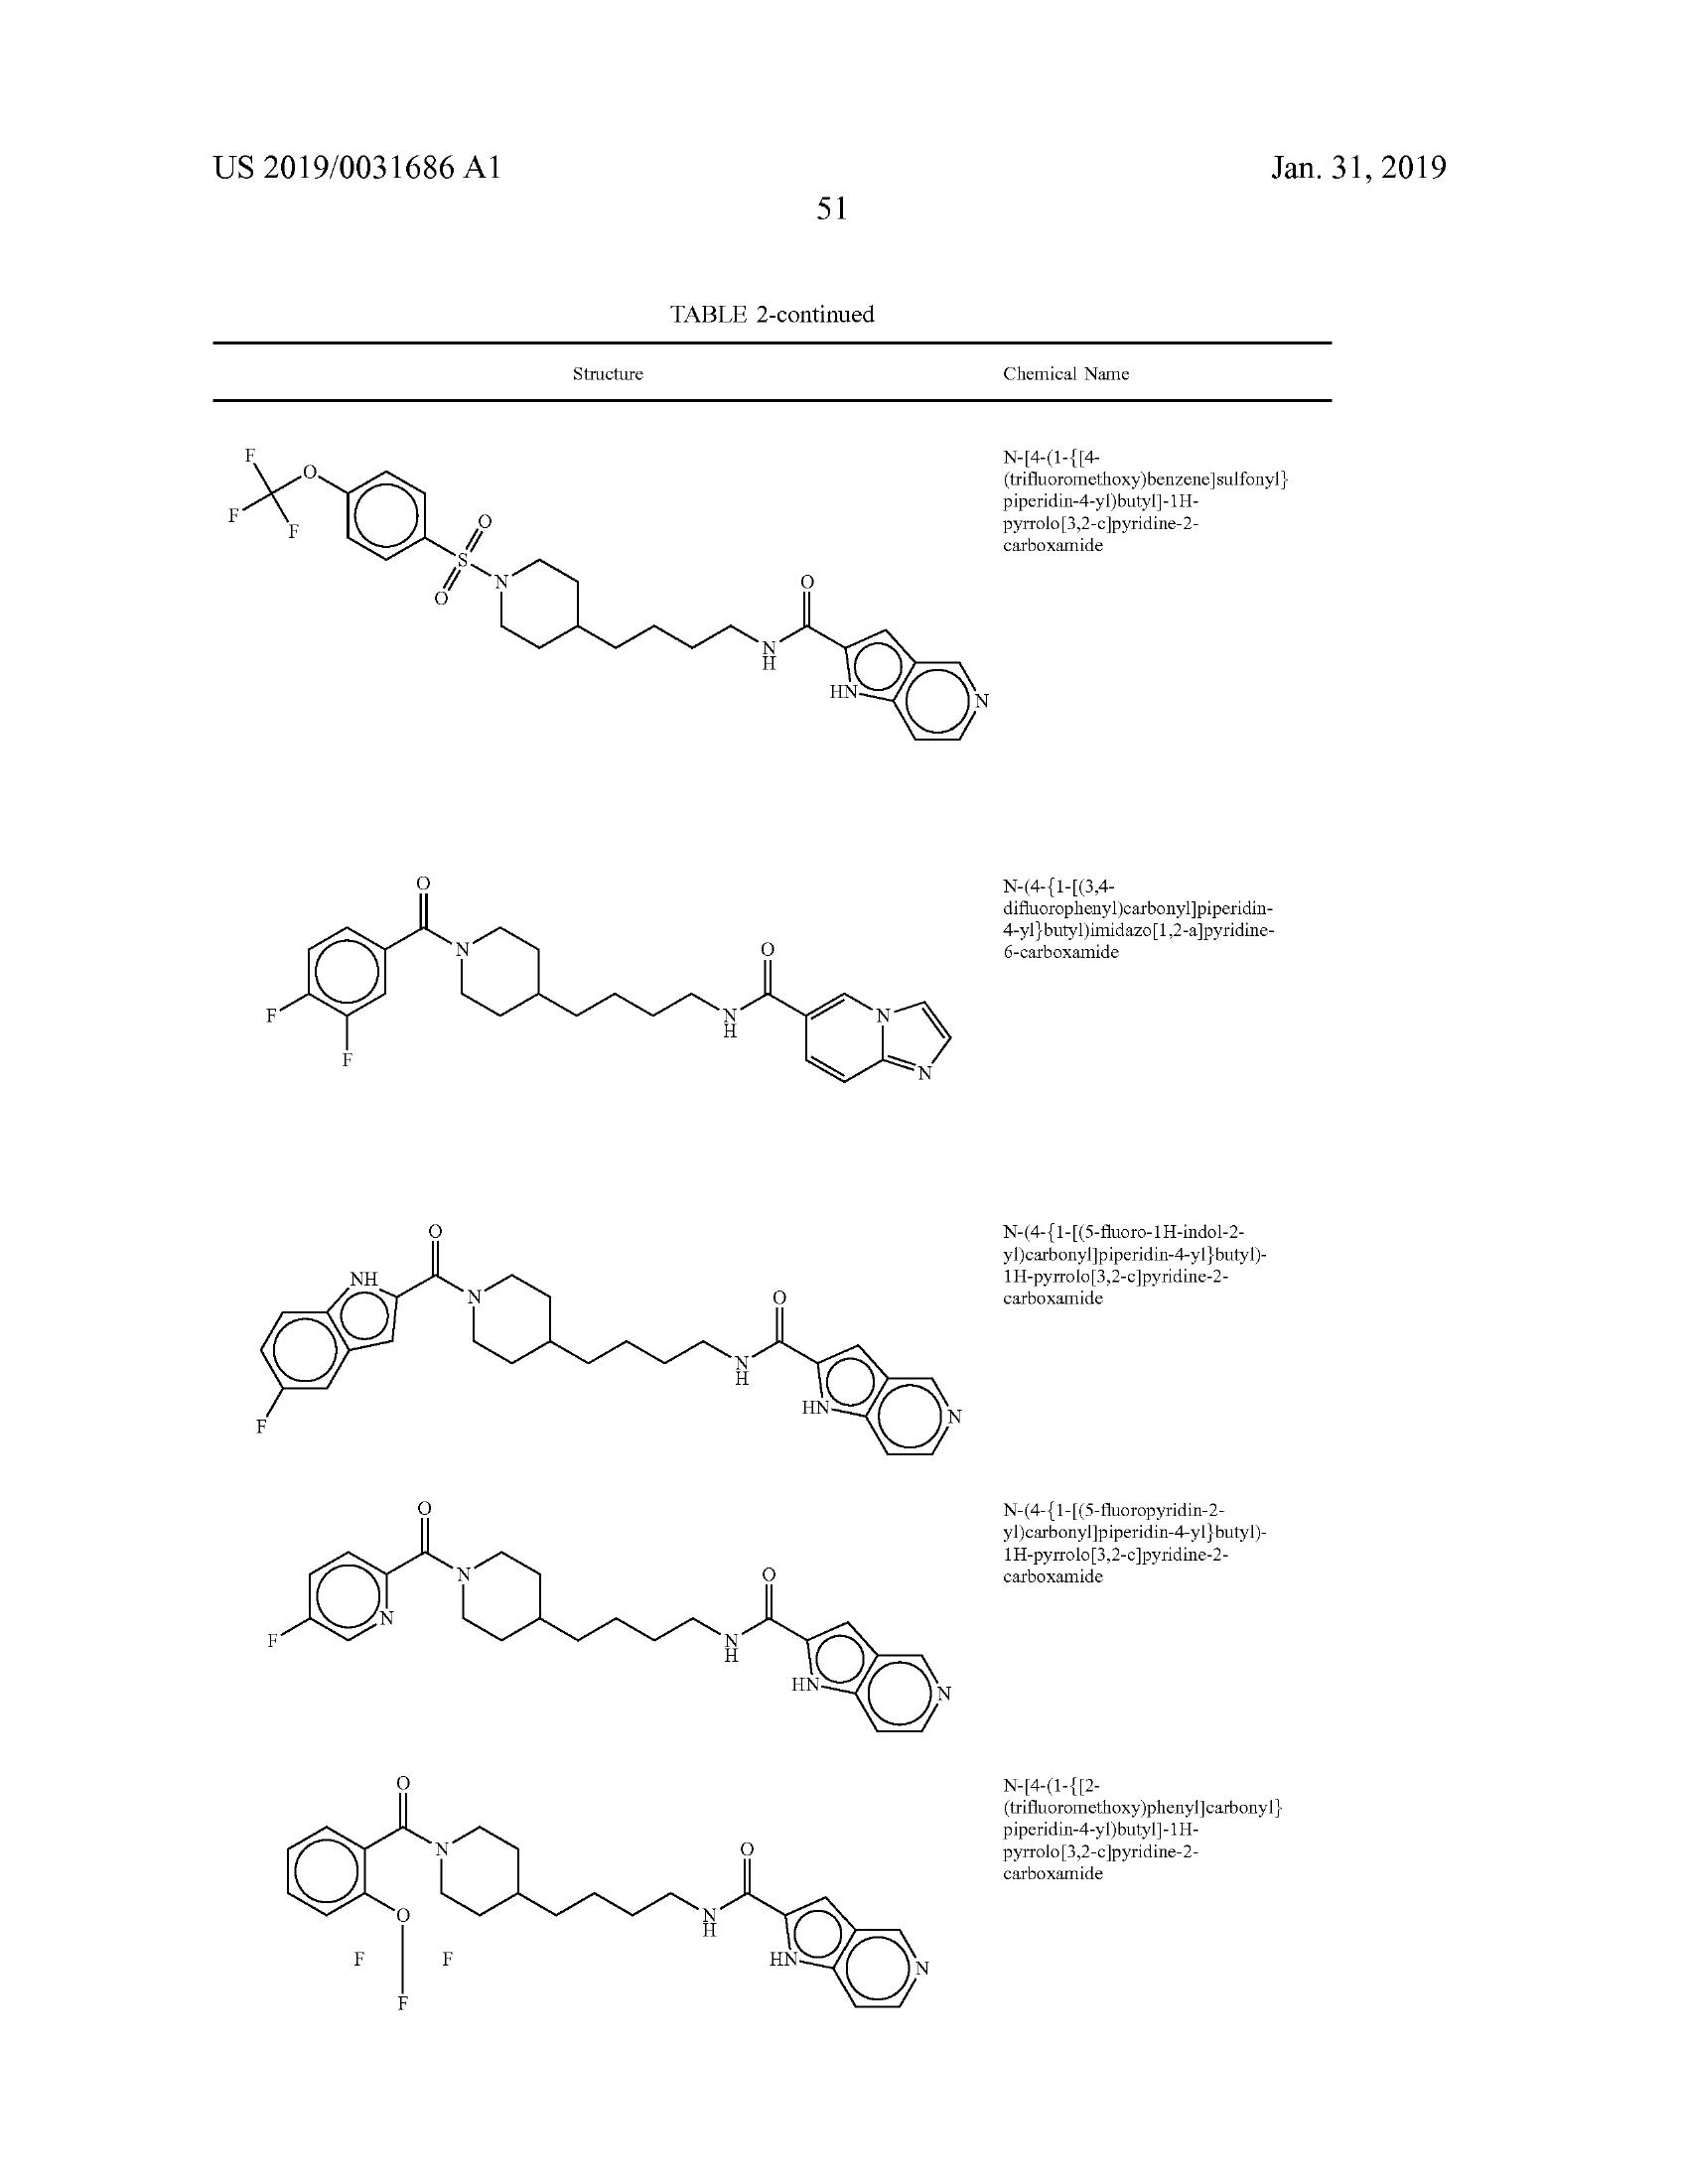 US 2019/0031686 A1
Jan. 31, 2019
51
TABLE 2-continued
Structure
Chemical Name
F
O
F
F
S
O
O
N
O
N
H
HN
N
N-[4-(1-{[4-
(trifluoromethoxy)benzene]sulfonyl}
piperidin-4-yl)butyl]-1H-
pyrrolo[3,2-c]pyridine-2-
carboxamide
O
N
F
F
O
N
H
N
N
N-(4-{1-[(3,4-
difluorophenyl)carbonyl]piperidin-
4-yl}butyl)imidazo[1,2-a]pyridine-
6-carboxamide
O
NH
N
F
O
N
H
HN
N
N-(4-{1-[(5-fluoro-1H-indol-2-
yl)carbonyl]piperidin-4-yl}butyl)-
1H-pyrrolo[3,2-c]pyridine-2-
carboxamide
O
N
N
F
O
N
H
HN
N
N-(4-{1-[(5-fluoropyridin-2-
yl)carbonyl]piperidin-4-yl}butyl)-
1H-pyrrolo[3,2-c]pyridine-2-
carboxamide
O
N
O
F
F
F
O
N
H
HN
N
N-[4-(1-{[2-
(trifluoromethoxy)phenyl]carbonyl}
piperidin-4-yl)butyl]-1H-
pyrrolo[3,2-c]pyridine-2-
carboxamide